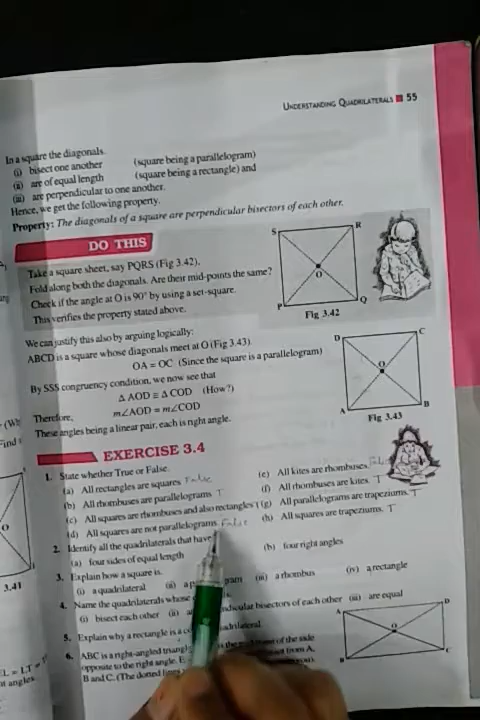 UNDERSTANDING QUADRILATERALS 55
In a square the diagonals.
(i) bisect one another (square being a parallelogram)
(ii) are of equal length (square being a rectangle) and
(iii) are perpendicular to one another.
Hence, we get the following property.
Property: The diagonals of a square are perpendicular bisectors of each other.
DO THIS
Take a square sheet, say PQRS (Fig 3.42).
Fold along both the diagonals. Are their mid-points the same?
Check if the angle at O is 90° by using a set-square.
This verifies the property stated above.
S R
O
P Q
Fig 3.42
We can justify this also by arguing logically:
ABCD is a square whose diagonals meet at O (Fig 3.43).
OA = OC (Since the square is a parallelogram)
By SSS congruency condition, we now see that
Δ AOD ≅ Δ COD (How?)
Therefore, m∠AOD = m∠COD
These angles being a linear pair, each is right angle.
D C
O
A B
Fig 3.43
EXERCISE 3.4
1. State whether True or False.
(a) All rectangles are squares False (e) All kites are rhombuses. False
(b) All rhombuses are parallelograms T (f) All rhombuses are kites. T
(c) All squares are rhombuses and also rectangles T (g) All parallelograms are trapeziums. T
(d) All squares are not parallelograms. False (h) All squares are trapeziums. T
2. Identify all the quadrilaterals that have
(a) four sides of equal length (b) four right angles
3. Explain how a square is.
(i) a quadrilateral (ii) a gram (iii) a rhombus (iv) a rectangle
4. Name the quadrilaterals whose
(i) bisect each other (ii) bisectors of each other (iii) are equal
5. Explain why a rectangle is a quadrilateral.
6. ABC is a right-angled of the side
opposite to the right angle. from A,
B and C. (The dotted lines
A D
O
B C
3.41
O